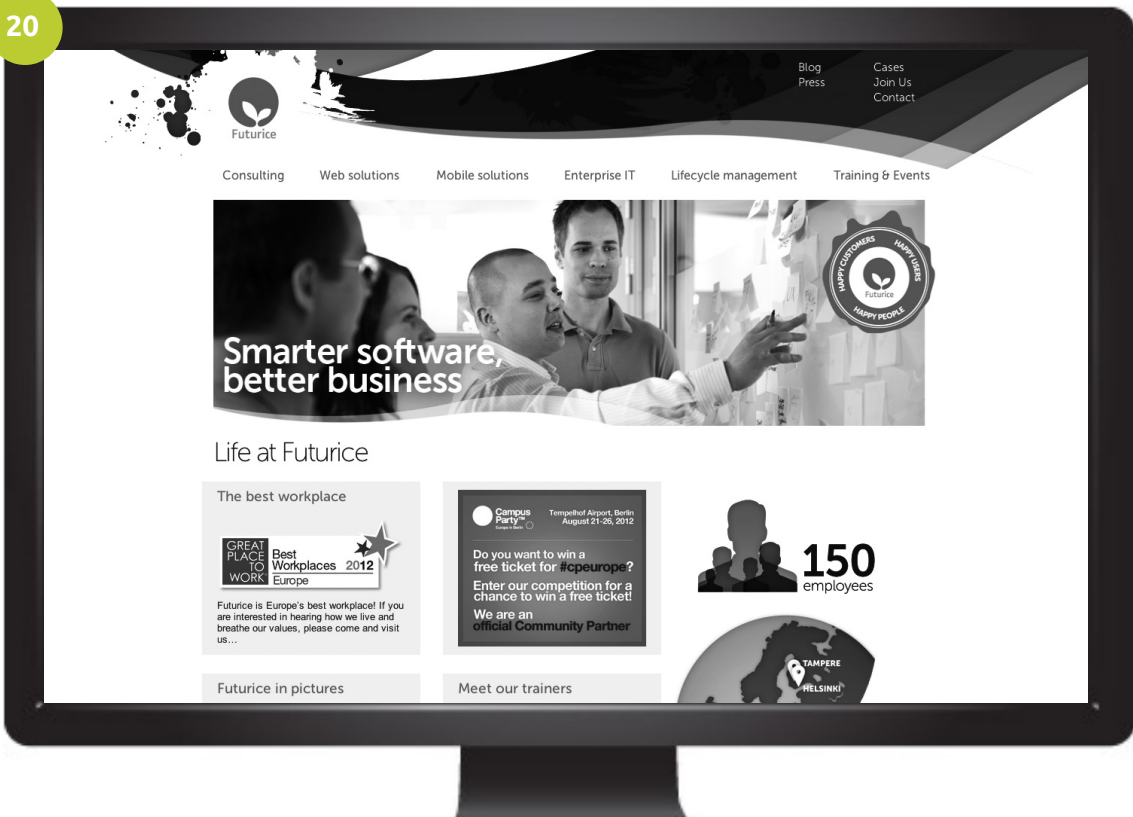 20
Blog
Cases
Press
Join Us
Contact
Futurice
Consulting
Web solutions
Mobile solutions
Enterprise IT
Lifecycle management
Training & Events
HAPPY CUSTOMERS
HAPPY USERS
HAPPY PEOPLE
Futurice
Smarter software,
better business
Life at Futurice
The best workplace
GREAT
PLACE
TO
WORK
Best
Workplaces 2012
Europe
Futurice is Europe's best workplace! If you
are interested in hearing how we live and
breathe our values, please come and visit
us...
Campus
Party™
Europe in Berlin
Tempelhof Airport, Berlin
August 21-26, 2012
Do you want to win a
free ticket for #cpeurope?
Enter our competition for a
chance to win a free ticket!
We are an
official Community Partner
150
employees
TAMPERE
HELSINKI
Futurice in pictures
Meet our trainers